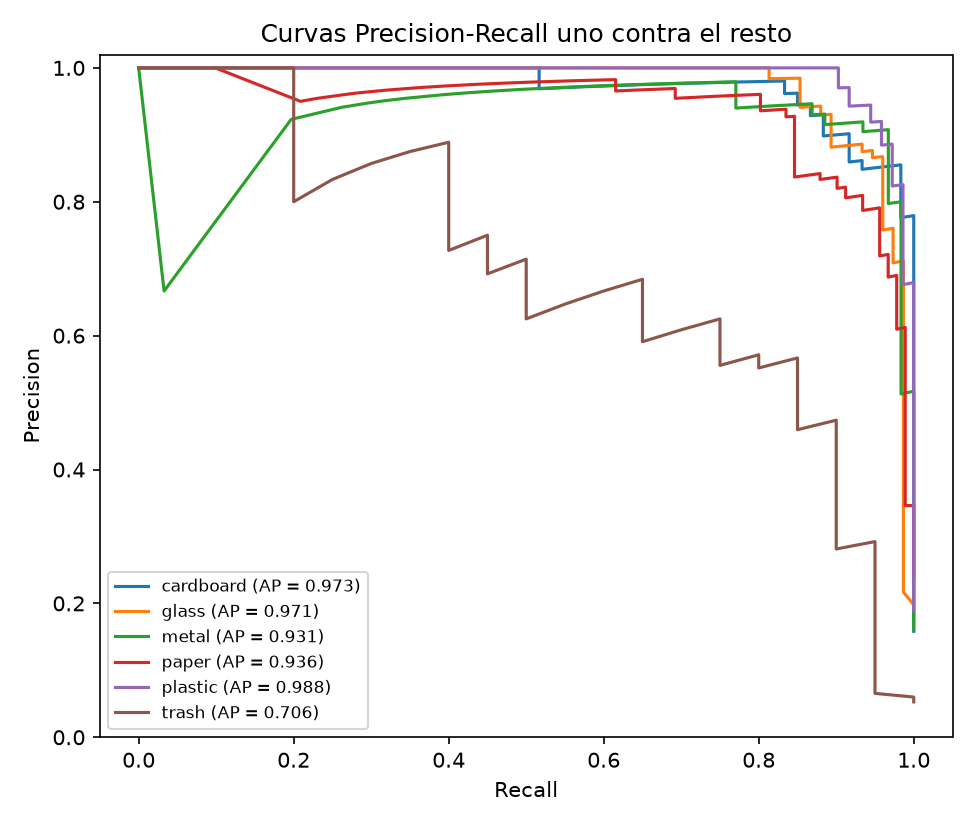 Curvas Precision-Recall uno contra el resto
Precision
1.0
0.8
0.6
0.4
0.2
0.0
cardboard (AP = 0.973)
glass (AP = 0.971)
metal (AP = 0.931)
paper (AP = 0.936)
plastic (AP = 0.988)
trash (AP = 0.706)
0.0 0.2 0.4 0.6 0.8 1.0
Recall